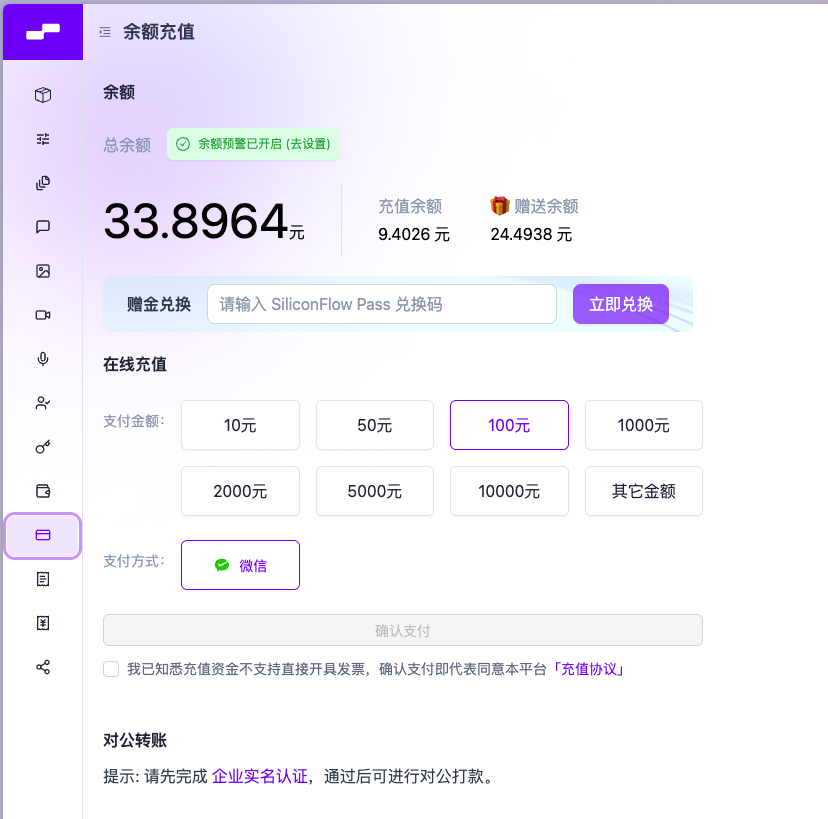 余额充值
余额
总余额 余额预警已开启 (去设置)
33.8964元
充值余额
9.4026 元
赠送余额
24.4938 元
赠金兑换 请输入 SiliconFlow Pass 兑换码 立即兑换
在线充值
支付金额: 10元 50元 100元 1000元
2000元 5000元 10000元 其它金额
支付方式: 微信
确认支付
我已知悉充值资金不支持直接开具发票，确认支付即代表同意本平台「充值协议」
对公转账
提示: 请先完成 企业实名认证，通过后可进行对公打款。